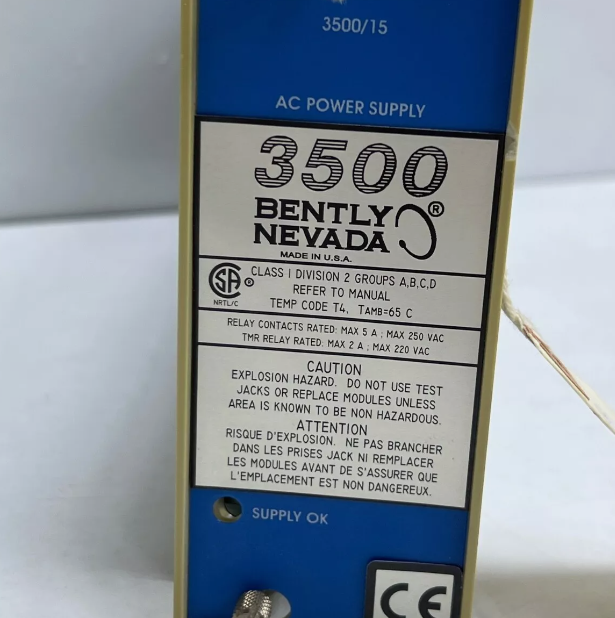 3500/15
AC POWER SUPPLY
3500
BENTLY
NEVADA
®
MADE IN U.S.A.
SA ®
NRTL/C
CLASS I DIVISION 2 GROUPS A,B,C,D
REFER TO MANUAL
TEMP CODE T4, TAMB=65 C
RELAY CONTACTS RATED: MAX 5 A ; MAX 250 VAC
TMR RELAY RATED: MAX 2 A ; MAX 220 VAC
CAUTION
EXPLOSION HAZARD. DO NOT USE TEST
JACKS OR REPLACE MODULES UNLESS
AREA IS KNOWN TO BE NON HAZARDOUS.
ATTENTION
RISQUE D'EXPLOSION. NE PAS BRANCHER
DANS LES PRISES JACK NI REMPLACER
LES MODULES AVANT DE S'ASSURER QUE
L'EMPLACEMENT EST NON DANGEREUX.
SUPPLY OK
CE